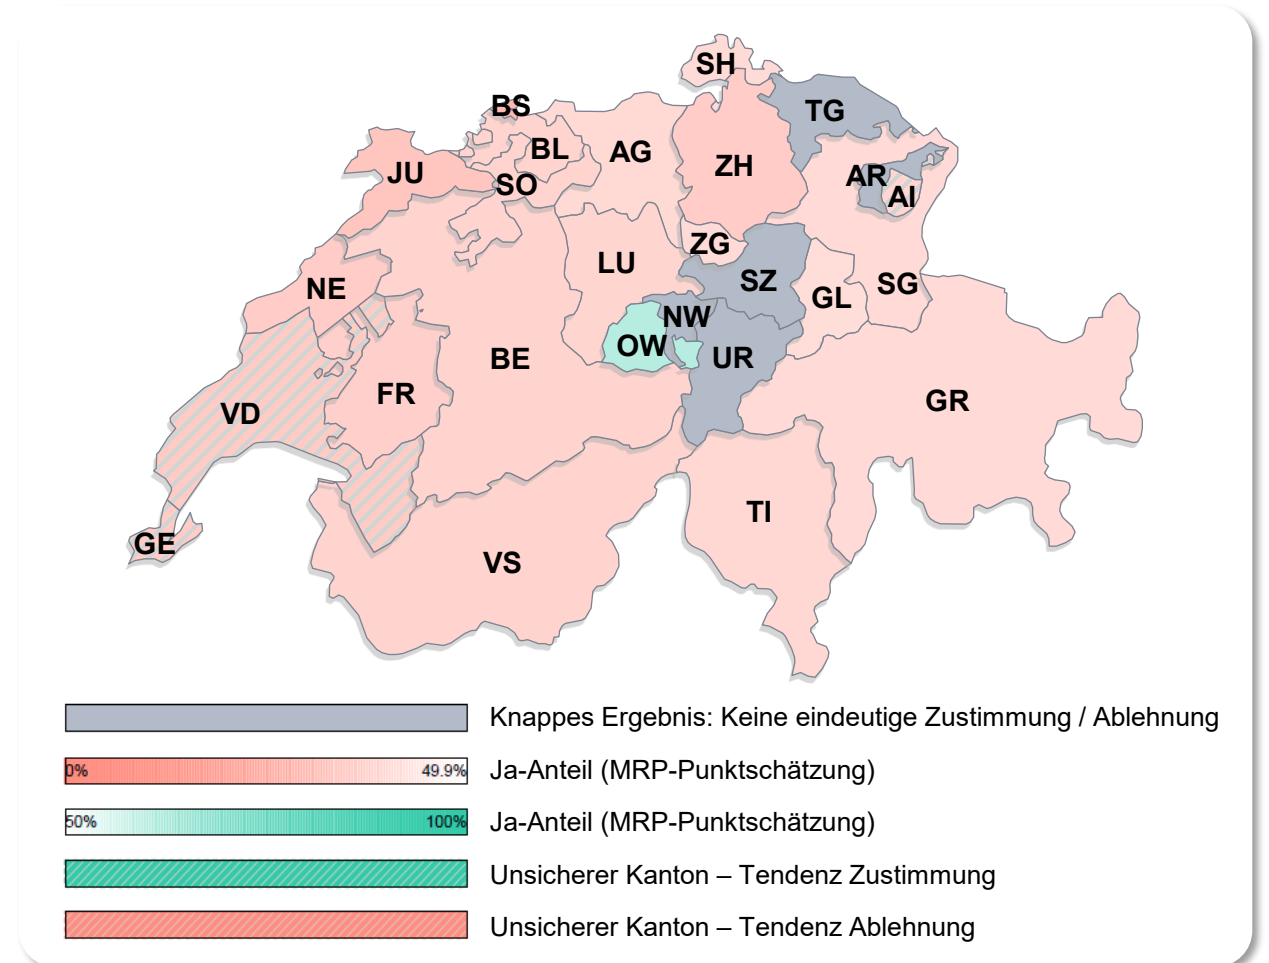 SH
BS
TG
BL
AG
ZH
JU
AR
SO
AI
ZG
LU
SZ
SG
NE
GL
NW
OW
UR
BE
FR
GR
VD
TI
GE
VS
Knappes Ergebnis: Keine eindeutige Zustimmung / Ablehnung
0% 49.9% Ja-Anteil (MRP-Punktschätzung)
50% 100% Ja-Anteil (MRP-Punktschätzung)
Unsicherer Kanton – Tendenz Zustimmung
Unsicherer Kanton – Tendenz Ablehnung